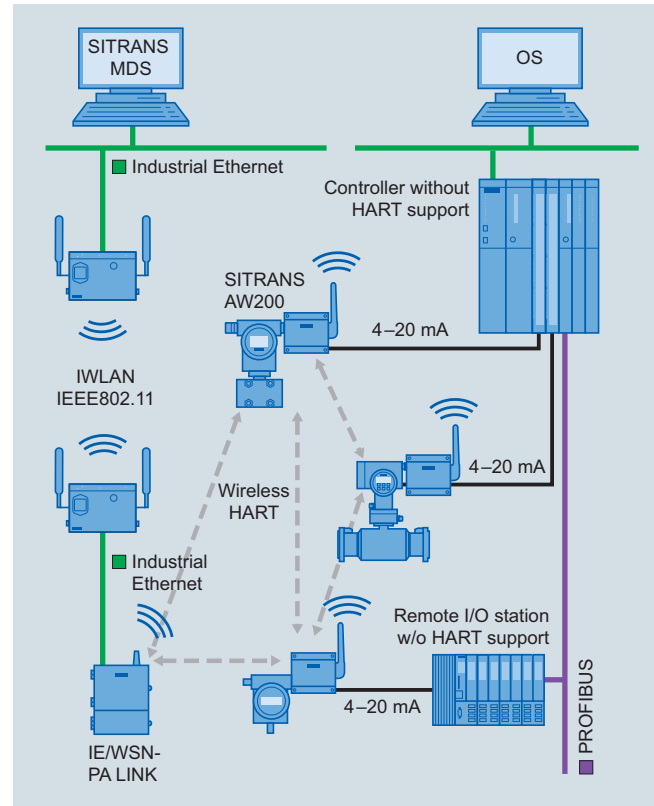 SITRANS
MDS
OS
Industrial Ethernet
Controller without
HART support
SITRANS
AW200
4–20 mA
IWLAN
IEEE802.11
4–20 mA
Wireless
HART
Industrial
Ethernet
Remote I/O station
w/o HART support
4–20 mA
IE/WSN-
PA LINK
PROFIBUS